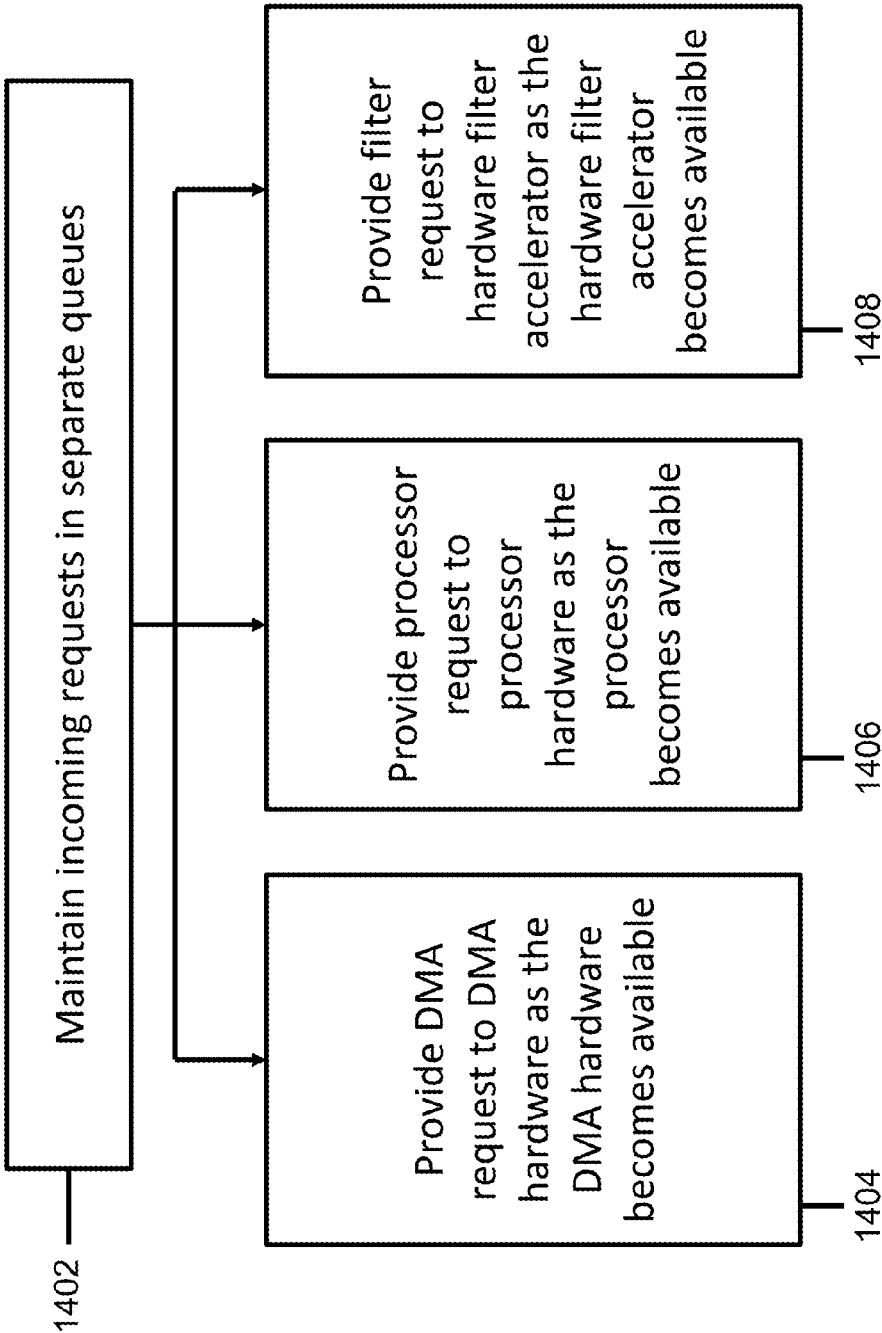 1402
Maintain incoming requests in separate queues
Provide DMA
request to DMA
hardware as the
DMA hardware
becomes available
1404
Provide processor
request to
processor
hardware as the
processor
becomes available
1406
Provide filter
request to
hardware filter
accelerator as the
hardware filter
accelerator
becomes available
1408